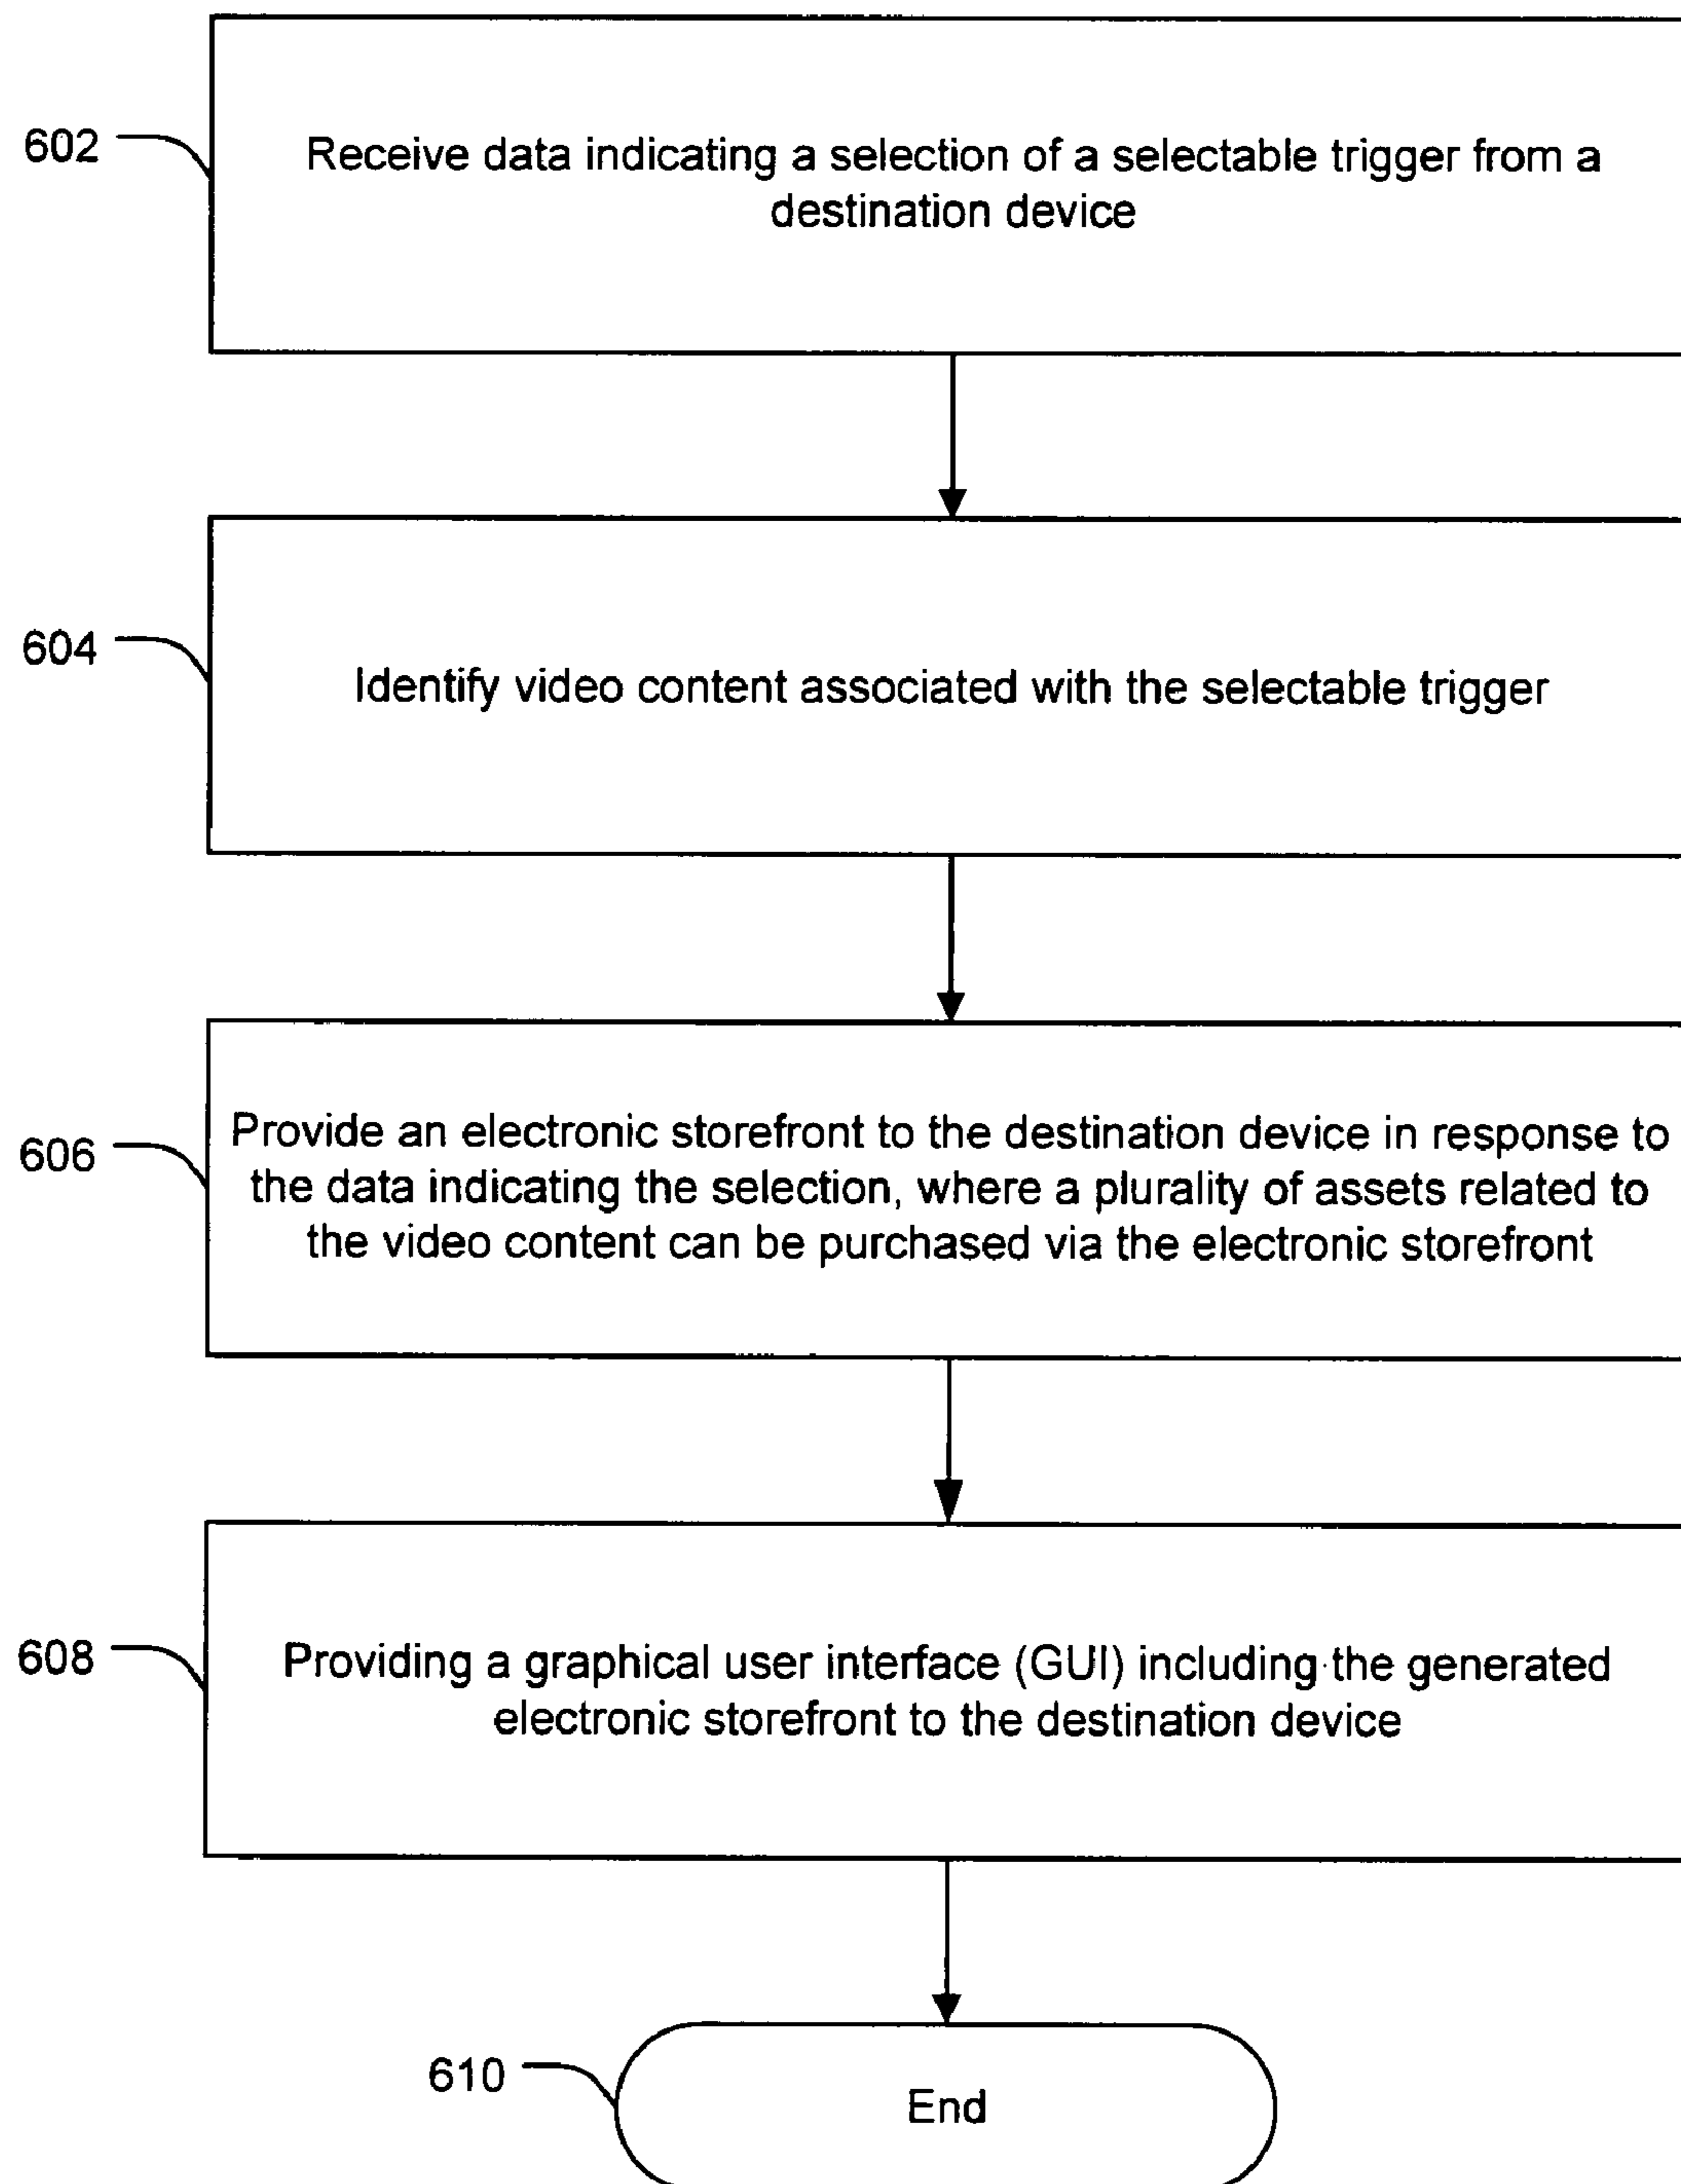 602
Receive data indicating a selection of a selectable trigger from a
destination device
604
Identify video content associated with the selectable trigger
606
Provide an electronic storefront to the destination device in response to
the data indicating the selection, where a plurality of assets related to
the video content can be purchased via the electronic storefront
608
Providing a graphical user interface (GUI) including the generated
electronic storefront to the destination device
610
End